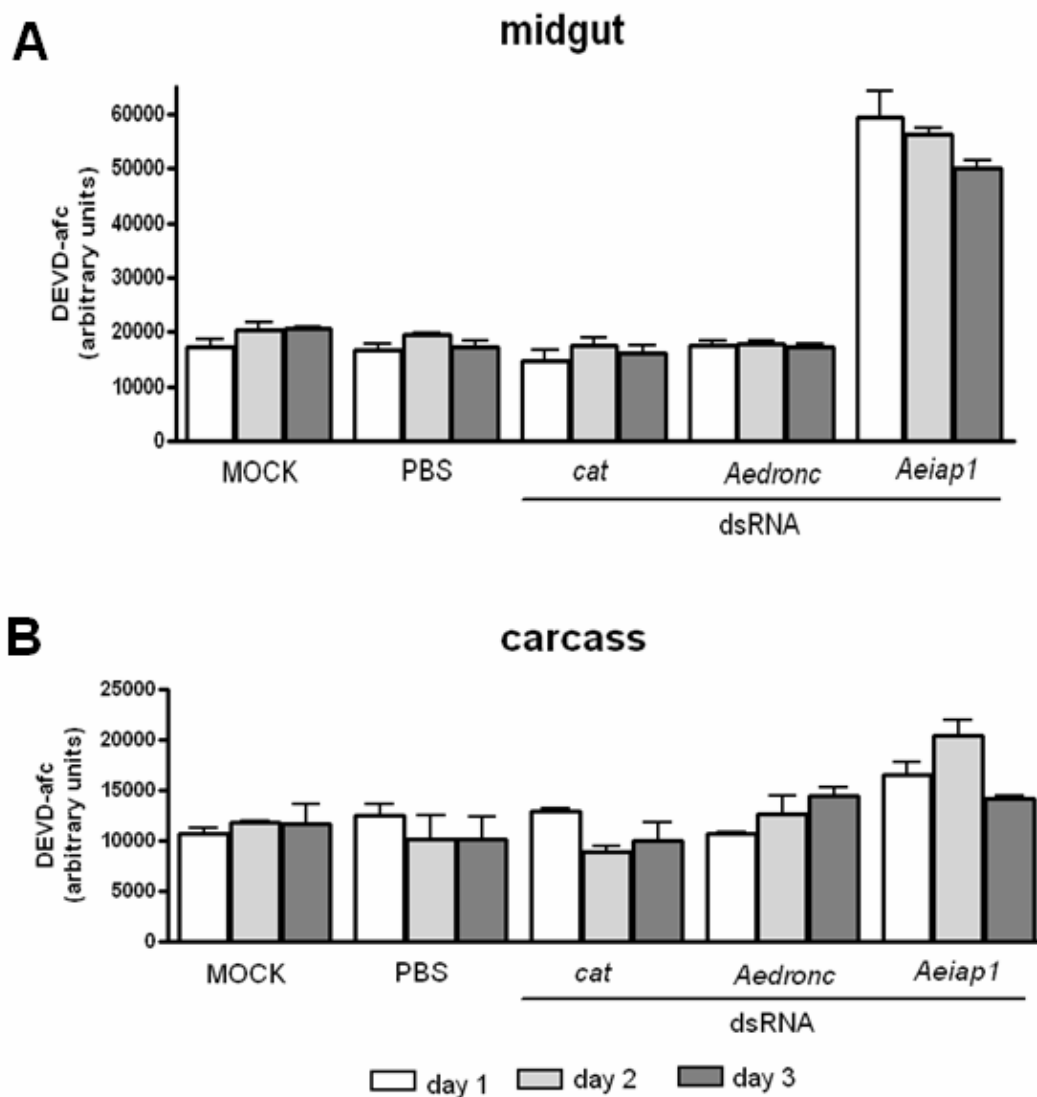 A
midgut
DEVD-afc
(arbitrary units)
60000
50000
40000
30000
20000
10000
0
MOCK PBS cat Aedronc Aeiap1
dsRNA
B
carcass
DEVD-afc
(arbitrary units)
25000
20000
15000
10000
5000
0
MOCK PBS cat Aedronc Aeiap1
dsRNA
day 1 day 2 day 3